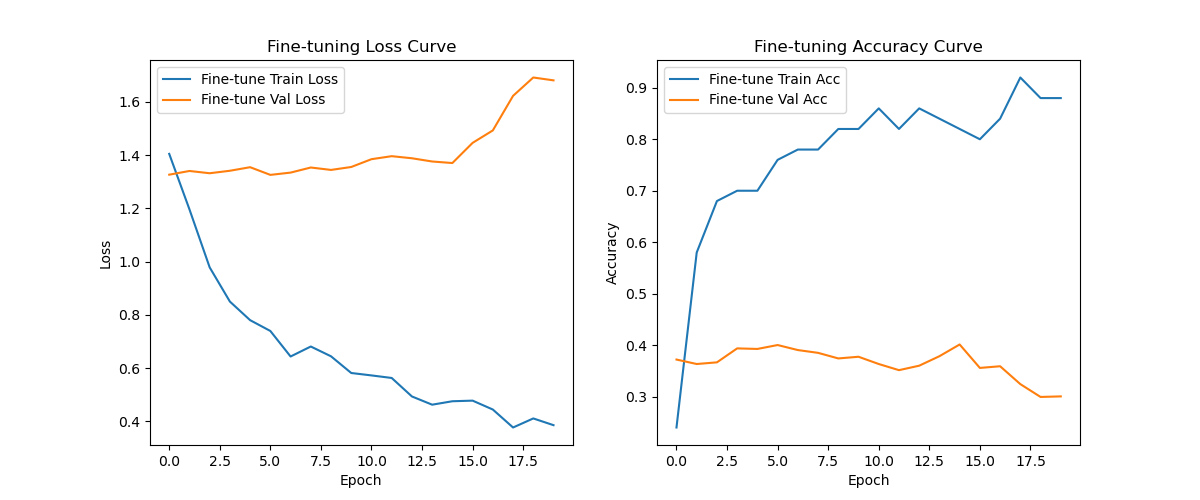 Fine-tuning Loss Curve
Fine-tune Train Loss
Fine-tune Val Loss
Loss
1.6
1.4
1.2
1.0
0.8
0.6
0.4
0.0 2.5 5.0 7.5 10.0 12.5 15.0 17.5
Epoch
Fine-tuning Accuracy Curve
Fine-tune Train Acc
Fine-tune Val Acc
Accuracy
0.9
0.8
0.7
0.6
0.5
0.4
0.3
0.0 2.5 5.0 7.5 10.0 12.5 15.0 17.5
Epoch